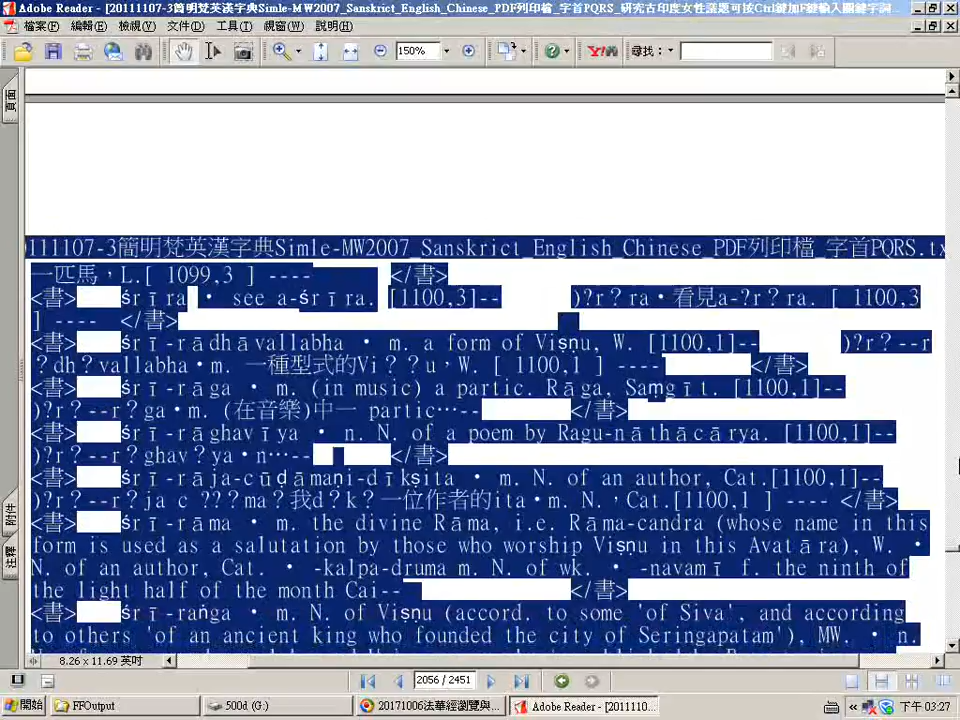 Adobe Reader - [20111107-3簡明梵英漢字典Simle-MW2007_Sanskrict_English_Chinese_PDF列印檔_字首PQRS_研究古印度女性議題可按Ctrl鍵加F鍵輸入關鍵字詞
檔案(F) 編輯(E) 檢視(V) 文件(D) 工具(T) 視窗(W) 說明(H)
150% Y! 尋找:
頁面
111107-3簡明梵英漢字典Simle-MW2007_Sanskrict_English_Chinese_PDF列印檔_字首PQRS.tx
一匹馬,L.[ 1099,3 ] ---- </書>
<書> śrīra • see a-śrīra. [1100,3]-- )?r?ra•看見a-?r?ra. [ 1100,3
] ---- </書>
<書> śrī-rādhāvallabha • m. a form of Viṣṇu, W. [1100,1]-- )?r?--r
?dh?vallabha•m. 一種型式的Vi??u,W. [ 1100,1 ] ---- </書>
<書> śrī-rāga • m. (in music) a partic. Rāga, Saṃgīt. [1100,1]--
)?r?--r?ga•m. (在音樂)中一 partic…-- </書>
<書> śrī-rāghavīya • n. N. of a poem by Ragu-nāthācārya. [1100,1]--
)?r?--r?ghav?ya•n…-- </書>
<書> śrī-rāja-cūḍāmaṇi-dīkṣita • m. N. of an author, Cat.[1100,1]--
)?r?--r?ja c ???ma?我d?k?一位作者的ita•m. N.,Cat.[1100,1 ] ---- </書>
<書> śrī-rāma • m. the divine Rāma, i.e. Rāma-candra (whose name in this
form is used as a salutation by those who worship Viṣṇu in this Avatāra), W. •
N. of an author, Cat. • -kalpa-druma m. N. of wk. • -navamī f. the ninth of
the light half of the month Cai-- </書>
<書> śrī-raṅga • m. N. of Viṣṇu (accord. to some 'of Siva', and according
to others 'of an ancient king who founded the city of Seringapatam'), MW. • n.
附件
注釋
8.26 x 11.69 英吋
2056 / 2451
開始 FFOutput 500d (G:) 20171006法華經瀏覽與... Adobe Reader - [2011110... « 下午 03:27